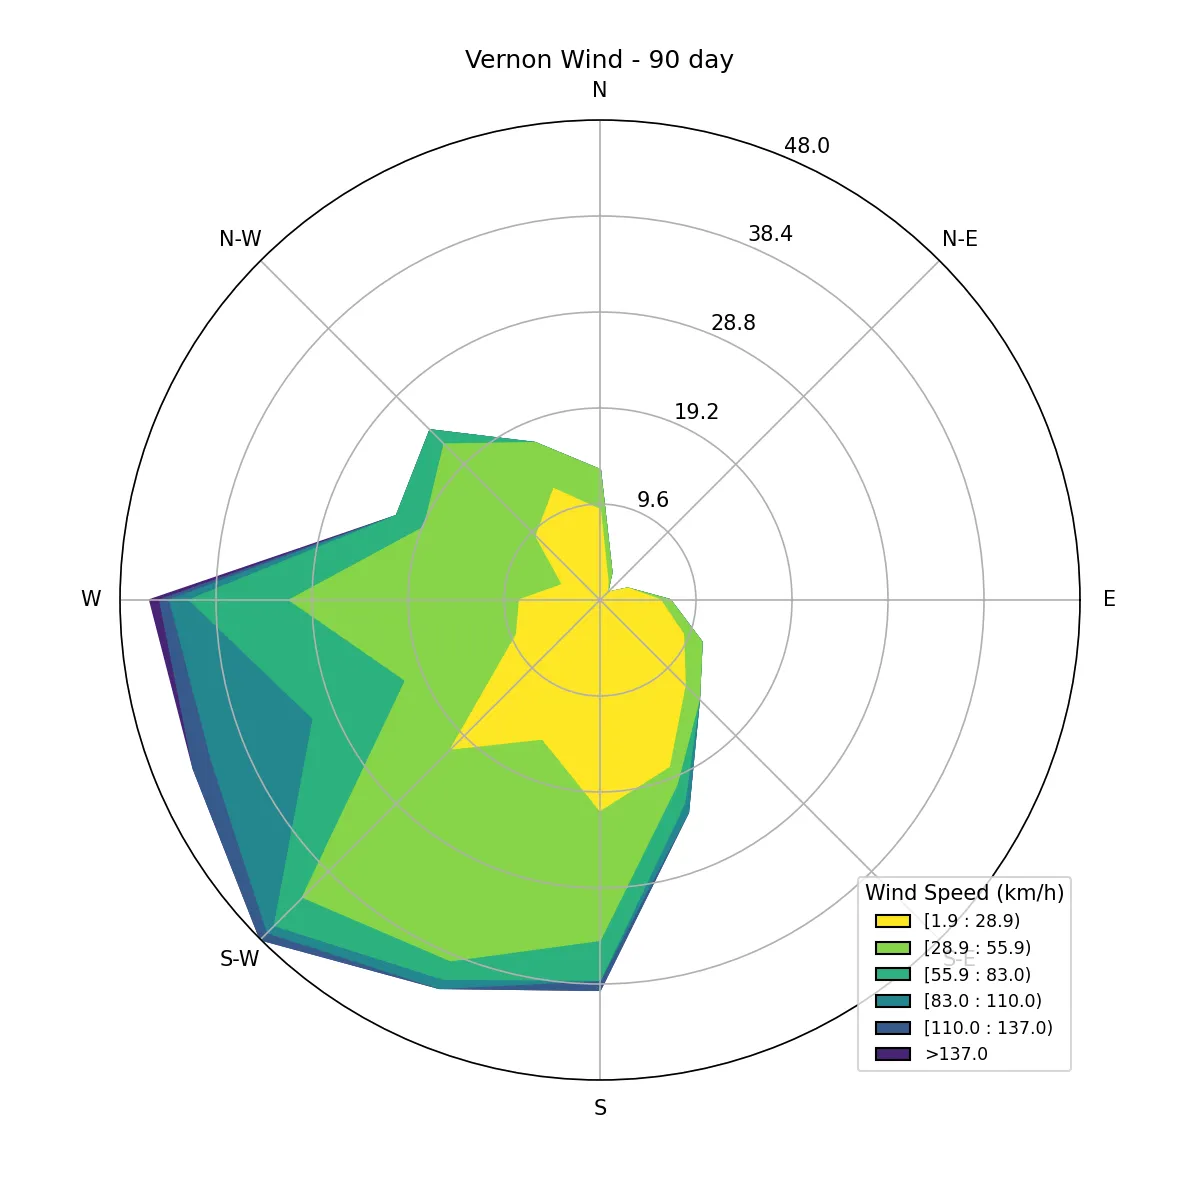 Vernon Wind - 90 day
N
48.0
N-W
38.4
N-E
28.8
19.2
9.6
W
E
Wind Speed (km/h)
[1.9 : 28.9)
[28.9 : 55.9)
S-W
S-E
[55.9 : 83.0)
[83.0 : 110.0)
[110.0 : 137.0)
>137.0
S